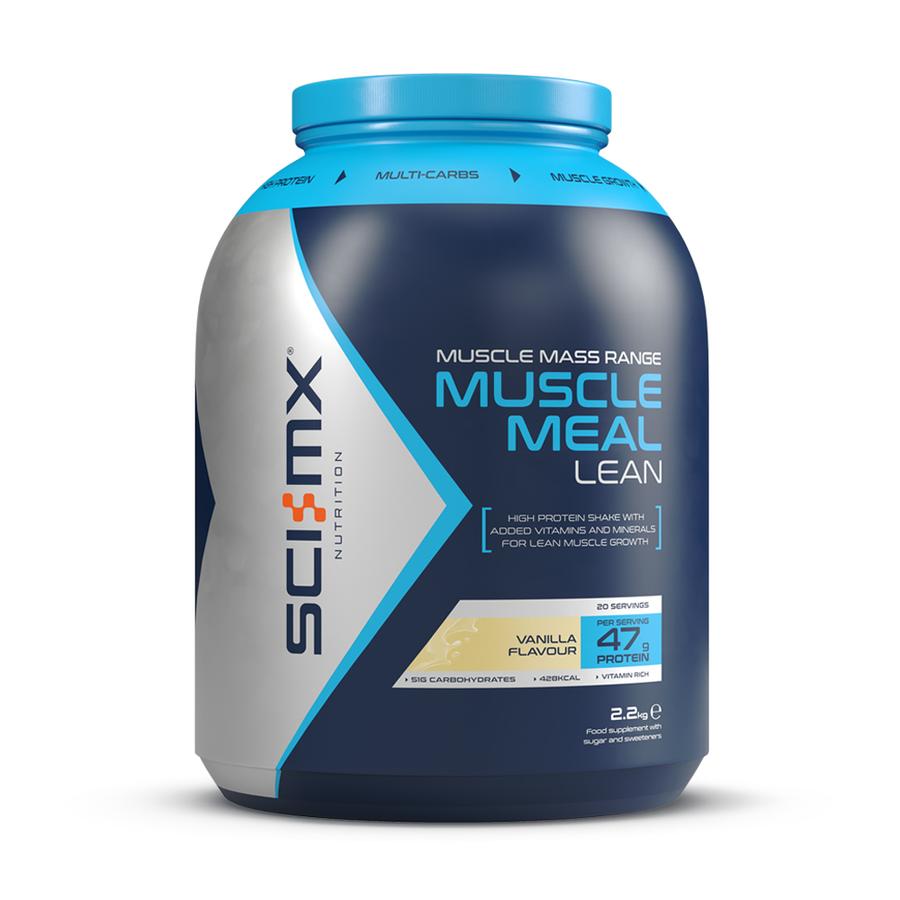 PROTEIN
MULTI-CARBS
MUSCLE GROWTH
SCI MX®
NUTRITION
MUSCLE MASS RANGE
MUSCLE
MEAL
LEAN
HIGH PROTEIN SHAKE WITH
ADDED VITAMINS AND MINERALS
FOR LEAN MUSCLE GROWTH
20 SERVINGS
VANILLA
FLAVOUR
PER SERVING
47g
PROTEIN
51G CARBOHYDRATES
428KCAL
VITAMIN RICH
2.2kg ℮
Food supplement with
sugar and sweeteners